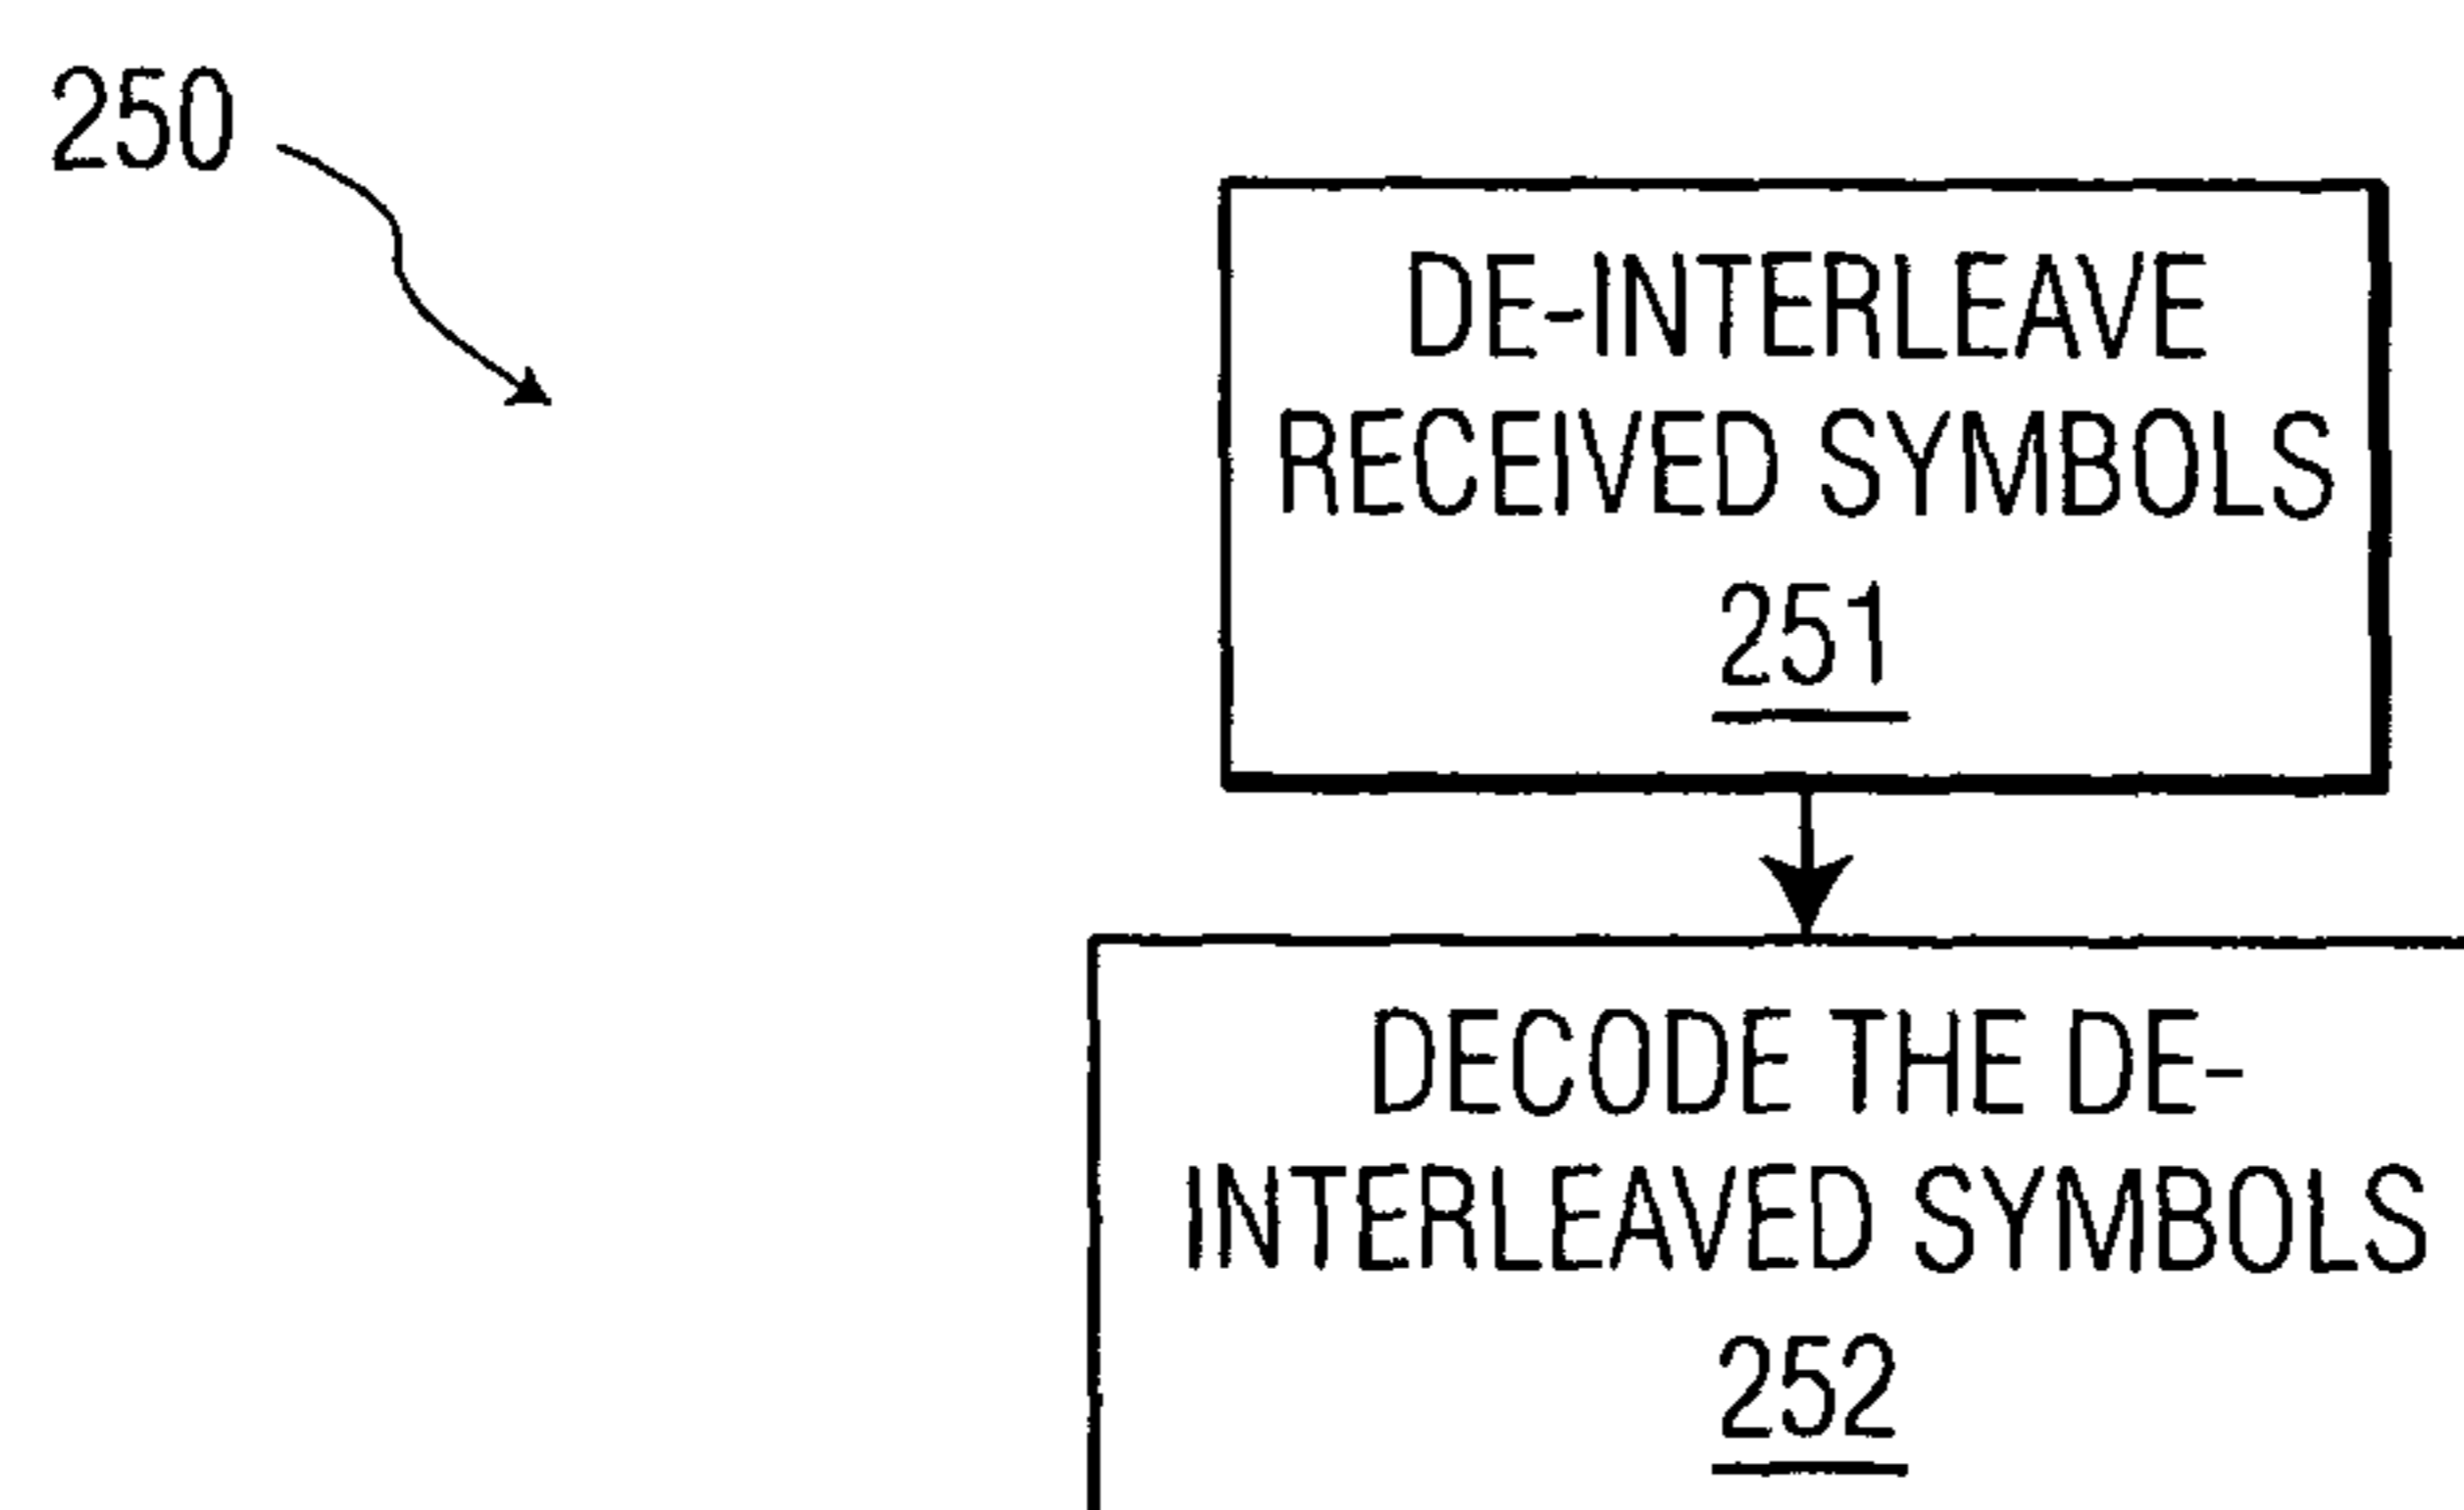 250
DE-INTERLEAVE
RECEIVED SYMBOLS
251
DECODE THE DE-
INTERLEAVED SYMBOLS
252